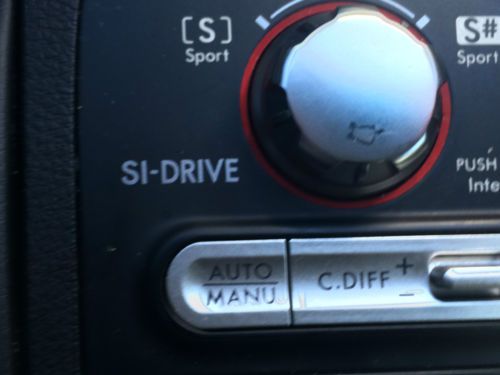 [S]
Sport
S#
Sport
SI-DRIVE
PUSH
Inte
AUTO
MANU
C.DIFF + −